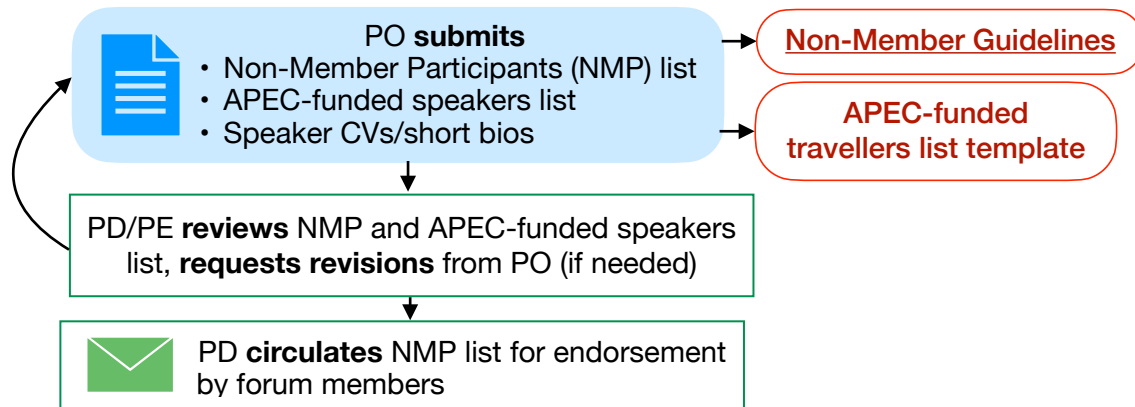 PO submits
• Non-Member Participants (NMP) list
• APEC-funded speakers list
• Speaker CVs/short bios
Non-Member Guidelines
APEC-funded
travellers list template
PD/PE reviews NMP and APEC-funded speakers
list, requests revisions from PO (if needed)
PD circulates NMP list for endorsement
by forum members